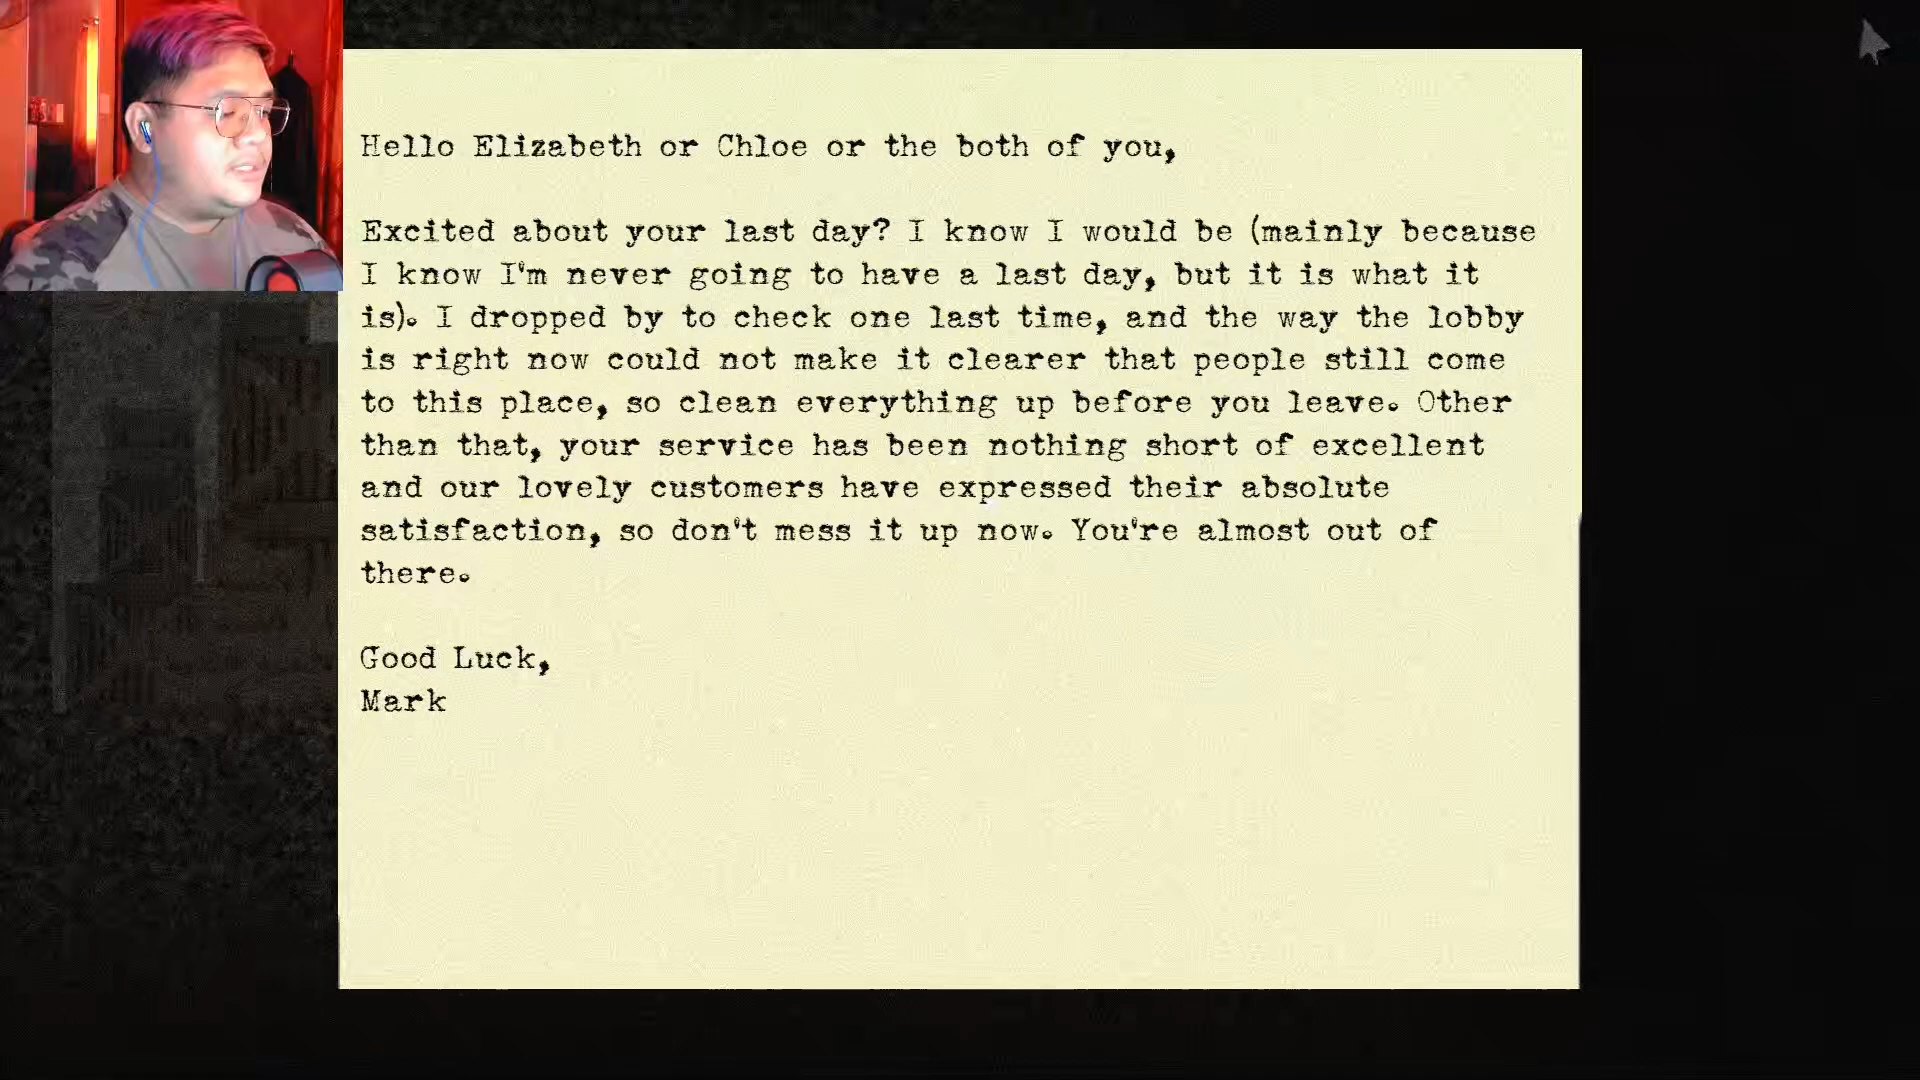 Hello Elizabeth or Chloe or the both of you,
Excited about your last day? I know I would be (mainly because
I know I'm never going to have a last day, but it is what it
is). I dropped by to check one last time, and the way the lobby
is right now could not make it clearer that people still come
to this place, so clean everything up before you leave. Other
than that, your service has been nothing short of excellent
and our lovely customers have expressed their absolute
satisfaction, so don't mess it up now. You're almost out of
there.
Good Luck,
Mark